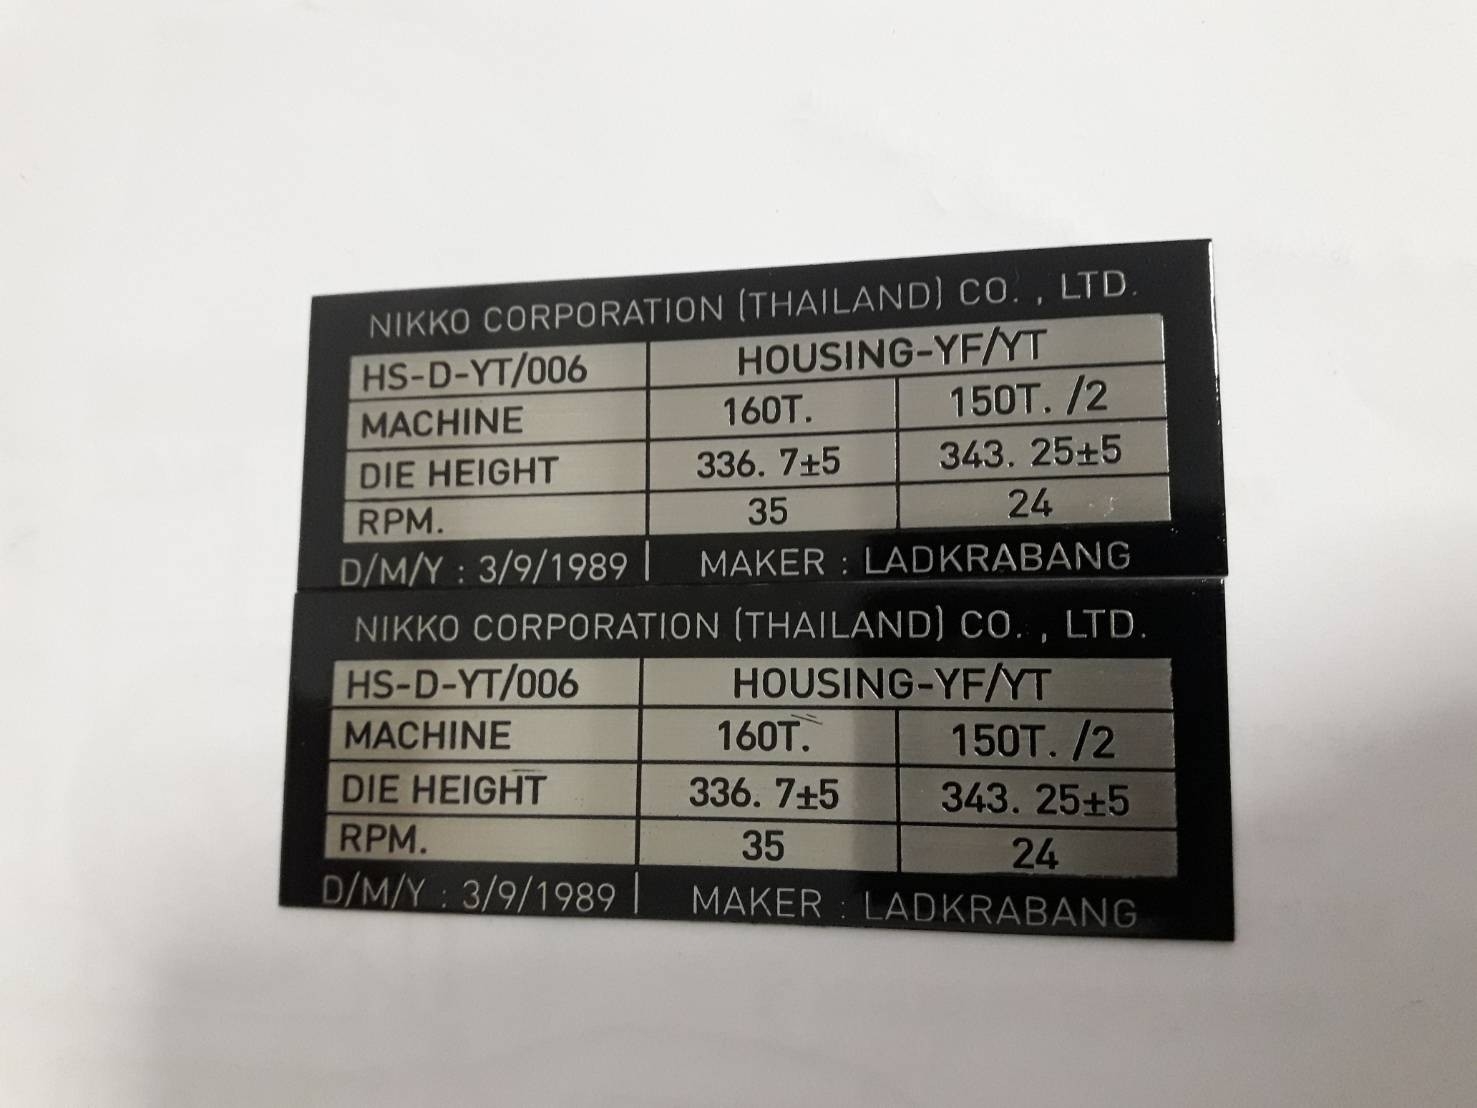 NIKKO CORPORATION (THAILAND) CO. , LTD.
HS-D-YT/006 HOUSING-YF/YT
MACHINE 160T. 150T. /2
DIE HEIGHT 336. 7±5 343. 25±5
RPM. 35 24
D/M/Y : 3/9/1989 | MAKER : LADKRABANG
NIKKO CORPORATION (THAILAND) CO. , LTD.
HS-D-YT/006 HOUSING-YF/YT
MACHINE 160T. 150T. /2
DIE HEIGHT 336. 7±5 343. 25±5
RPM. 35 24
D/M/Y : 3/9/1989 | MAKER : LADKRABANG